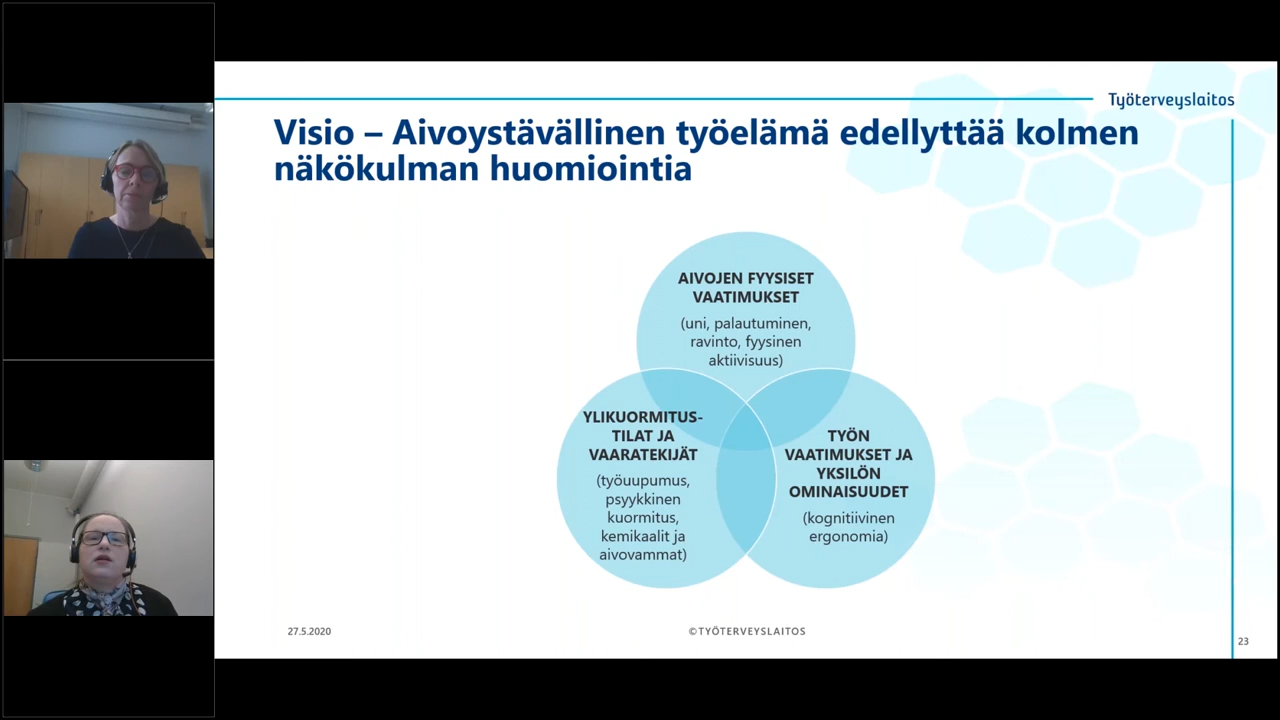 Työterveyslaitos
Visio – Aivoystävällinen työelämä edellyttää kolmen
näkökulman huomiointia
AIVOJEN FYYSISET
VAATIMUKSET
(uni, palautuminen,
ravinto, fyysinen
aktiivisuus)
YLIKUORMITUS-
TILAT JA
VAARATEKIJÄT
(työuupumus,
psyykkinen
kuormitus,
kemikaalit ja
aivovammat)
TYÖN
VAATIMUKSET JA
YKSILÖN
OMINAISUUDET
(kognitiivinen
ergonomia)
27.5.2020
©TYÖTERVEYSLAITOS
23